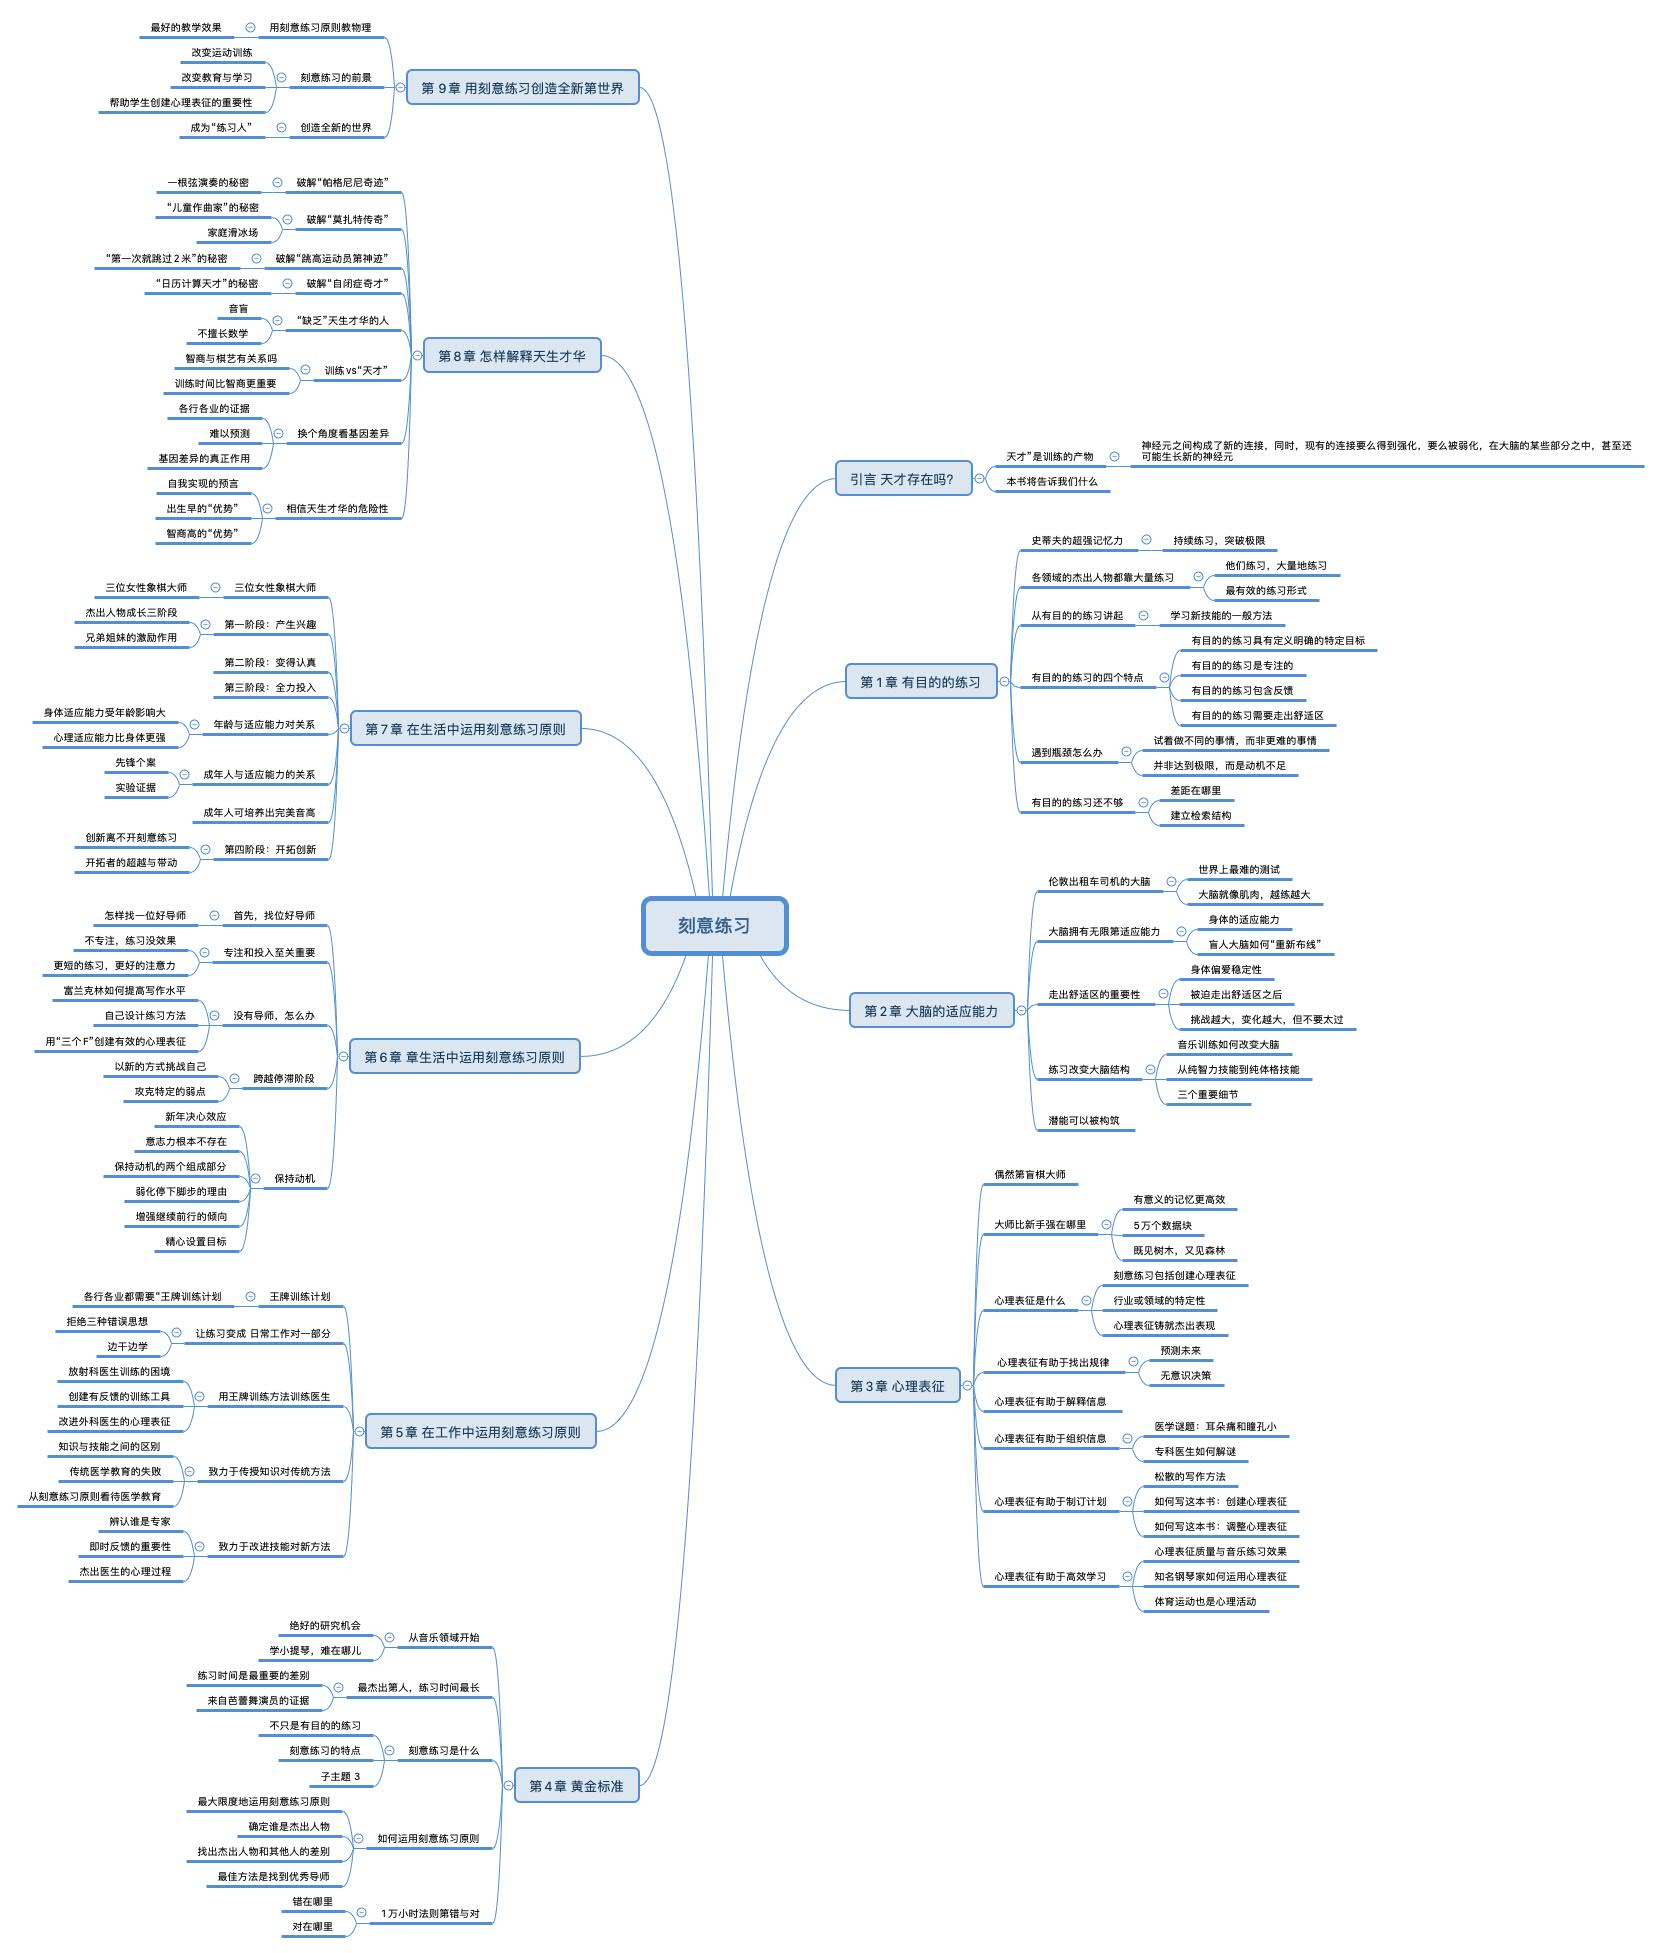 刻意练习
引言 天才存在吗?
天才”是训练的产物
神经元之间构成了新的连接，同时，现有的连接要么得到强化，要么被弱化，在大脑的某些部分之中，甚至还
可能生长新的神经元
本书将告诉我们什么
第 1 章 有目的的练习
史蒂夫的超强记忆力
持续练习，突破极限
各领域的杰出人物都靠大量练习
他们练习，大量地练习
最有效的练习形式
从有目的的练习讲起
学习新技能的一般方法
有目的的练习的四个特点
有目的的练习具有定义明确的特定目标
有目的的练习是专注的
有目的的练习包含反馈
有目的的练习需要走出舒适区
遇到瓶颈怎么办
试着做不同的事情，而非更难的事情
并非达到极限，而是动机不足
有目的的练习还不够
差距在哪里
建立检索结构
第 2 章 大脑的适应能力
伦敦出租车司机的大脑
世界上最难的测试
大脑就像肌肉，越练越大
大脑拥有无限第适应能力
身体的适应能力
盲人大脑如何“重新布线”
走出舒适区的重要性
身体偏爱稳定性
被迫走出舒适区之后
挑战越大，变化越大，但不要太过
练习改变大脑结构
音乐训练如何改变大脑
从纯智力技能到纯体格技能
三个重要细节
潜能可以被构筑
第 3 章 心理表征
偶然第盲棋大师
大师比新手强在哪里
有意义的记忆更高效
5 万个数据块
既见树木，又见森林
心理表征是什么
刻意练习包括创建心理表征
行业或领域的特定性
心理表征铸就杰出表现
心理表征有助于找出规律
预测未来
无意识决策
心理表征有助于解释信息
心理表征有助于组织信息
医学谜题：耳朵痛和瞳孔小
专科医生如何解谜
心理表征有助于制订计划
松散的写作方法
如何写这本书：创建心理表征
如何写这本书：调整心理表征
心理表征有助于高效学习
心理表征质量与音乐练习效果
知名钢琴家如何运用心理表征
体育运动也是心理活动
第 4 章 黄金标准
从音乐领域开始
绝好的研究机会
学小提琴，难在哪儿
最杰出第人，练习时间最长
练习时间是最重要的差别
来自芭蕾舞演员的证据
刻意练习是什么
不只是有目的的练习
刻意练习的特点
子主题 3
如何运用刻意练习原则
最大限度地运用刻意练习原则
确定谁是杰出人物
找出杰出人物和其他人的差别
最佳方法是找到优秀导师
1 万小时法则第错与对
错在哪里
对在哪里
第 5 章 在工作中运用刻意练习原则
王牌训练计划
各行各业都需要“王牌训练计划
让练习变成 日常工作对一部分
拒绝三种错误思想
边干边学
用王牌训练方法训练医生
放射科医生训练的困境
创建有反馈的训练工具
改进外科医生的心理表征
致力于传授知识对传统方法
知识与技能之间的区别
传统医学教育的失败
从刻意练习原则看待医学教育
致力于改进技能对新方法
辨认谁是专家
即时反馈的重要性
杰出医生的心理过程
第 6 章 章生活中运用刻意练习原则
首先，找位好导师
怎样找一位好导师
专注和投入至关重要
不专注，练习没效果
更短的练习，更好的注意力
没有导师，怎么办
富兰克林如何提高写作水平
自己设计练习方法
用“三个 F”创建有效的心理表征
跨越停滞阶段
以新的方式挑战自己
攻克特定的弱点
保持动机
新年决心效应
意志力根本不存在
保持动机的两个组成部分
弱化停下脚步的理由
增强继续前行的倾向
精心设置目标
第 7 章 在生活中运用刻意练习原则
三位女性象棋大师
三位女性象棋大师
第一阶段：产生兴趣
杰出人物成长三阶段
兄弟姐妹的激励作用
第二阶段：变得认真
第三阶段：全力投入
年龄与适应能力对关系
身体适应能力受年龄影响大
心理适应能力比身体更强
成年人与适应能力的关系
先锋个案
实验证据
成年人可培养出完美音高
第四阶段：开拓创新
创新离不开刻意练习
开拓者的超越与带动
第 8 章 怎样解释天生才华
破解“帕格尼尼奇迹”
一根弦演奏的秘密
破解“莫扎特传奇”
“儿童作曲家”的秘密
家庭滑冰场
破解“跳高运动员第神迹”
“第一次就跳过 2 米”的秘密
破解“自闭症奇才”
“日历计算天才”的秘密
“缺乏”天生才华的人
音盲
不擅长数学
训练 vs“天才”
智商与棋艺有关系吗
训练时间比智商更重要
换个角度看基因差异
各行各业的证据
难以预测
基因差异的真正作用
相信天生才华的危险性
自我实现的预言
出生早的“优势”
智商高的“优势”
第 9 章 用刻意练习创造全新第世界
用刻意练习原则教物理
最好的教学效果
刻意练习的前景
改变运动训练
改变教育与学习
帮助学生创建心理表征的重要性
创造全新的世界
成为“练习人”